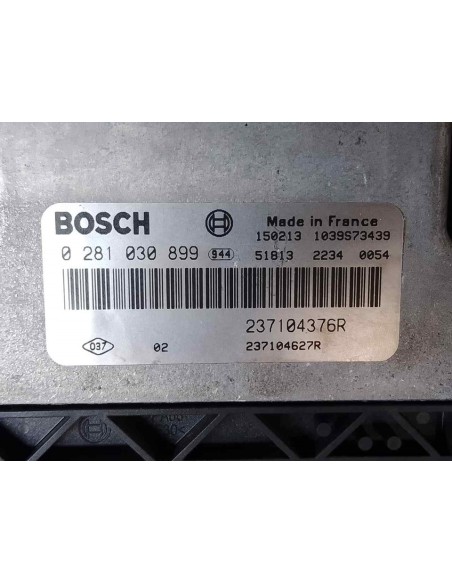 BOSCH Made in France
150213 1039S73439
0 281 030 899 944 51813 2234 0054
237104376R
037 02 237104627R